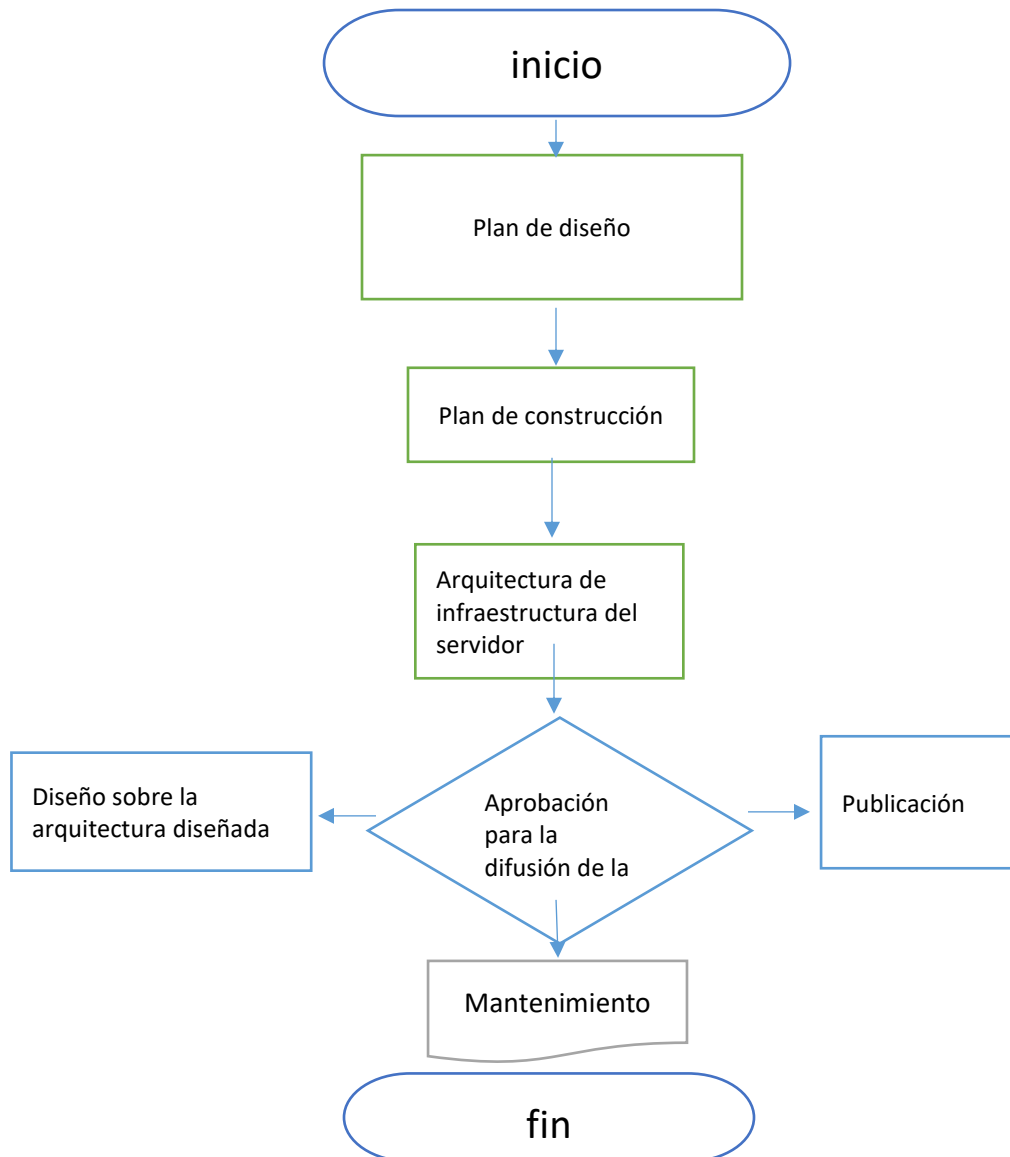 inicio
Plan de diseño
Plan de construcción
Arquitectura de
infraestructura del
servidor
Diseño sobre la
arquitectura diseñada
Aprobación
para la
difusión de la
Publicación
Mantenimiento
fin